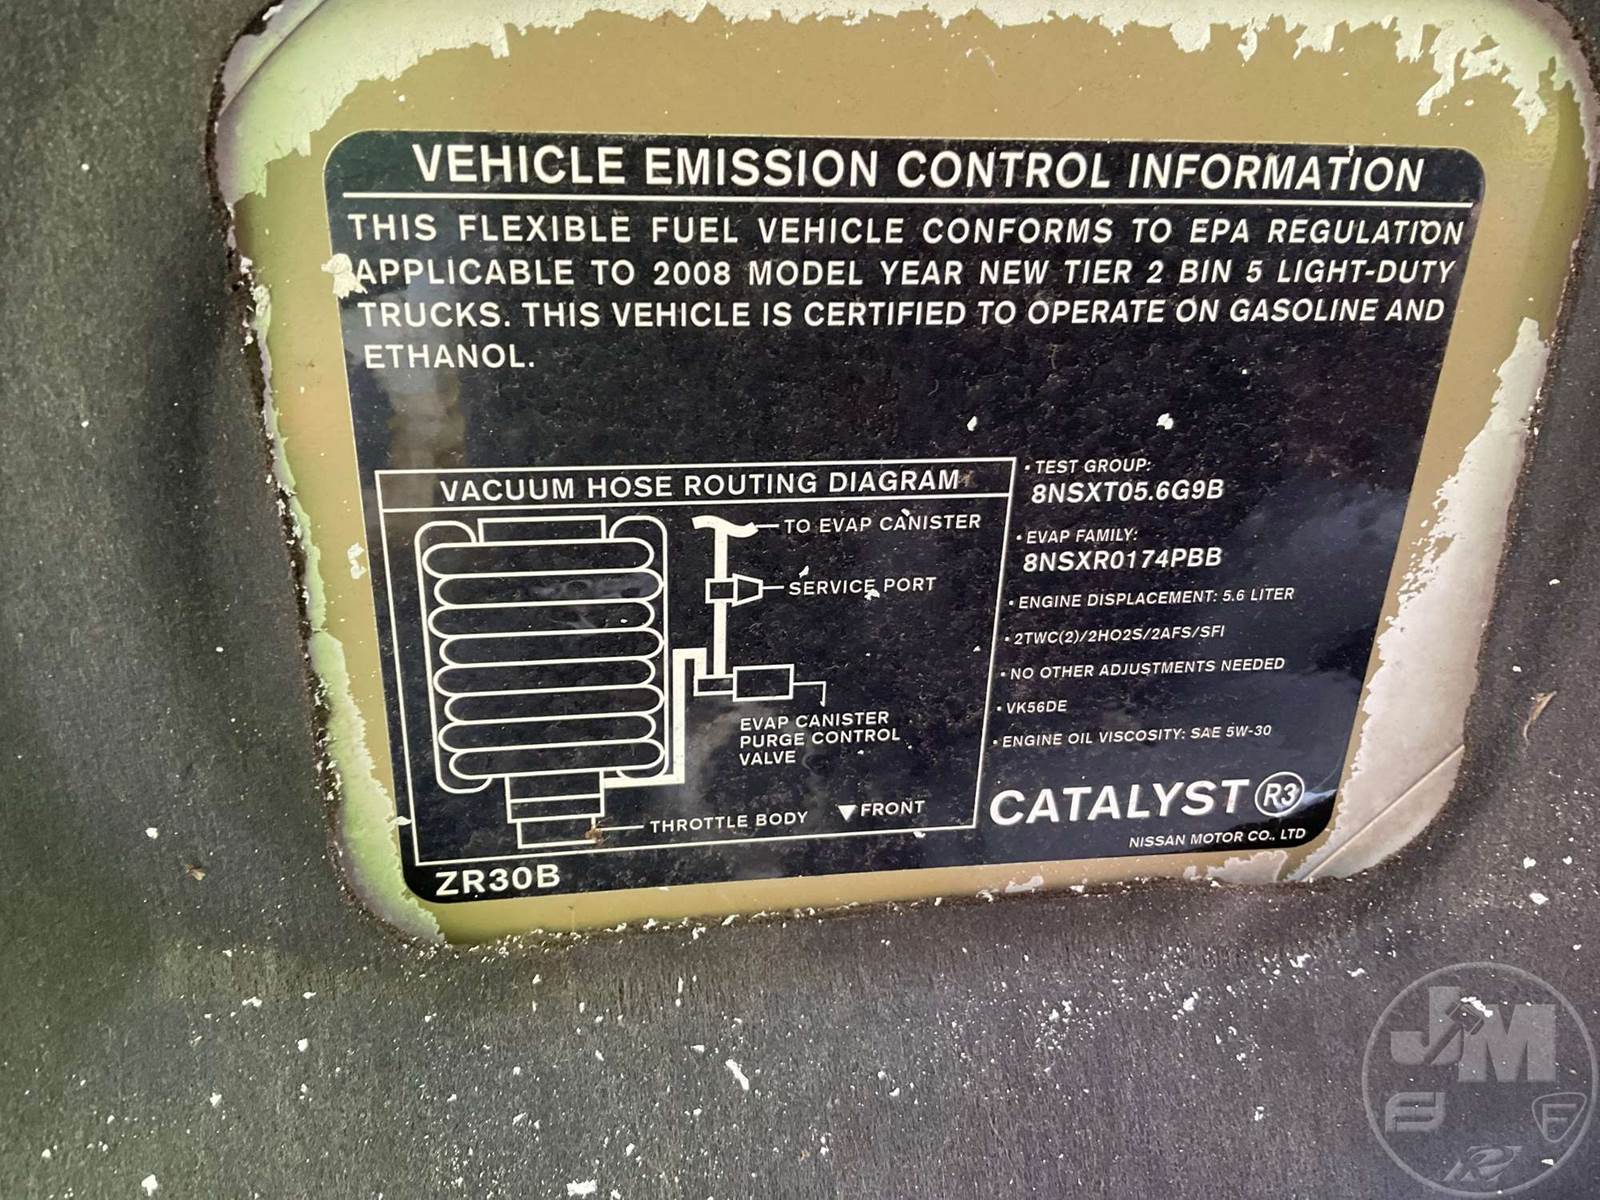 VEHICLE EMISSION CONTROL INFORMATION
THIS FLEXIBLE FUEL VEHICLE CONFORMS TO EPA REGULATION
APPLICABLE TO 2008 MODEL YEAR NEW TIER 2 BIN 5 LIGHT-DUTY
TRUCKS. THIS VEHICLE IS CERTIFIED TO OPERATE ON GASOLINE AND
ETHANOL.
VACUUM HOSE ROUTING DIAGRAM
TO EVAP CANISTER
SERVICE PORT
EVAP CANISTER
PURGE CONTROL
VALVE
THROTTLE BODY
▼FRONT
ZR30B
• TEST GROUP:
8NSXT05.6G9B
• EVAP FAMILY:
8NSXR0174PBB
• ENGINE DISPLACEMENT: 5.6 LITER
• 2TWC(2)/2HO2S/2AFS/SFI
• NO OTHER ADJUSTMENTS NEEDED
• VK56DE
• ENGINE OIL VISCOSITY: SAE 5W-30
CATALYST R3
NISSAN MOTOR CO., LTD
JM